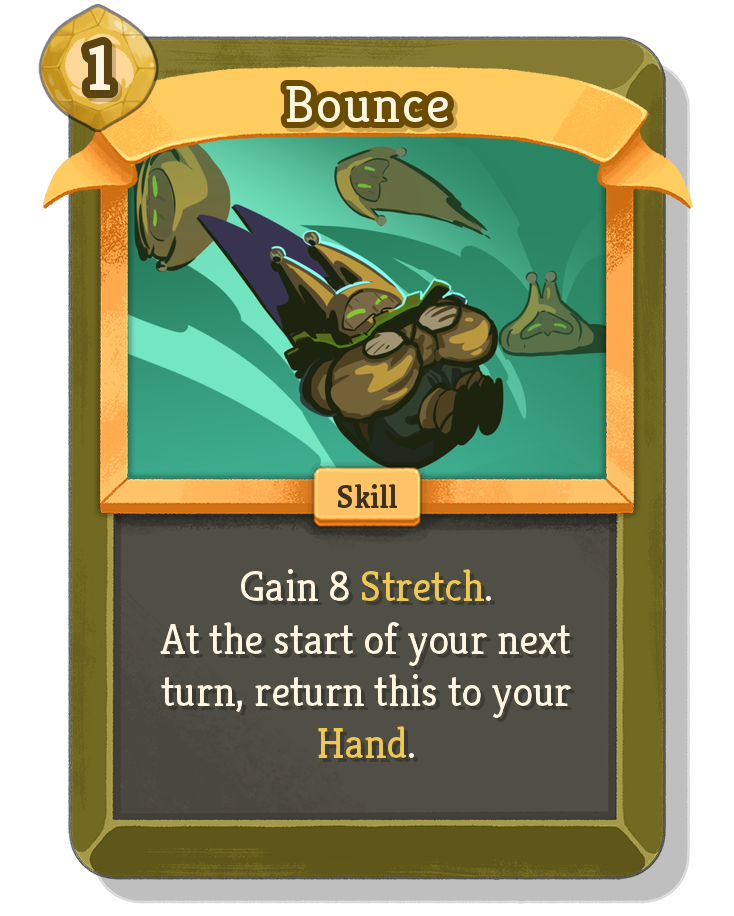 1
Bounce
Skill
Gain 8 Stretch.
At the start of your next
turn, return this to your
Hand.